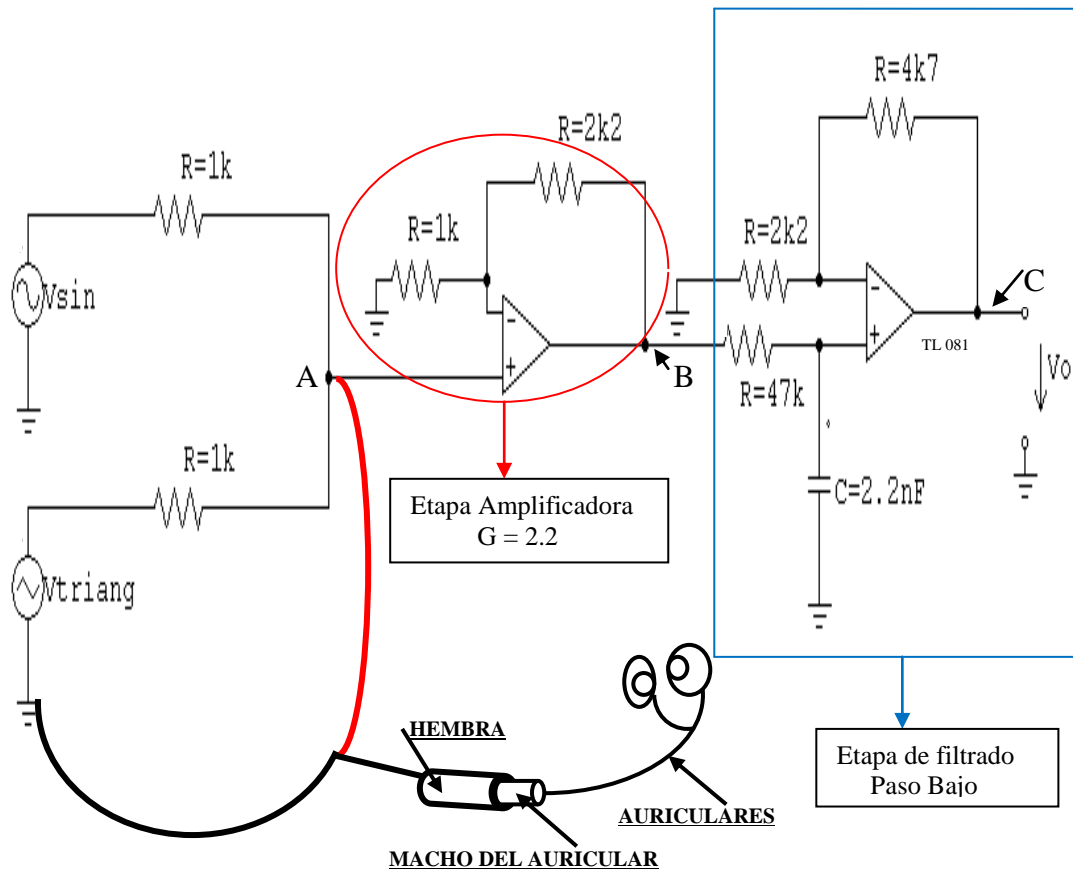 R=4k7
R=2k2
R=1k
R=1k
R=2k2
Vsin
C
TL 081
A
B
Vo
R=47k
R=1k
C=2.2nF
Etapa Amplificadora
G = 2.2
Vtriang
HEMBRA
Etapa de filtrado
Paso Bajo
AURICULARES
MACHO DEL AURICULAR